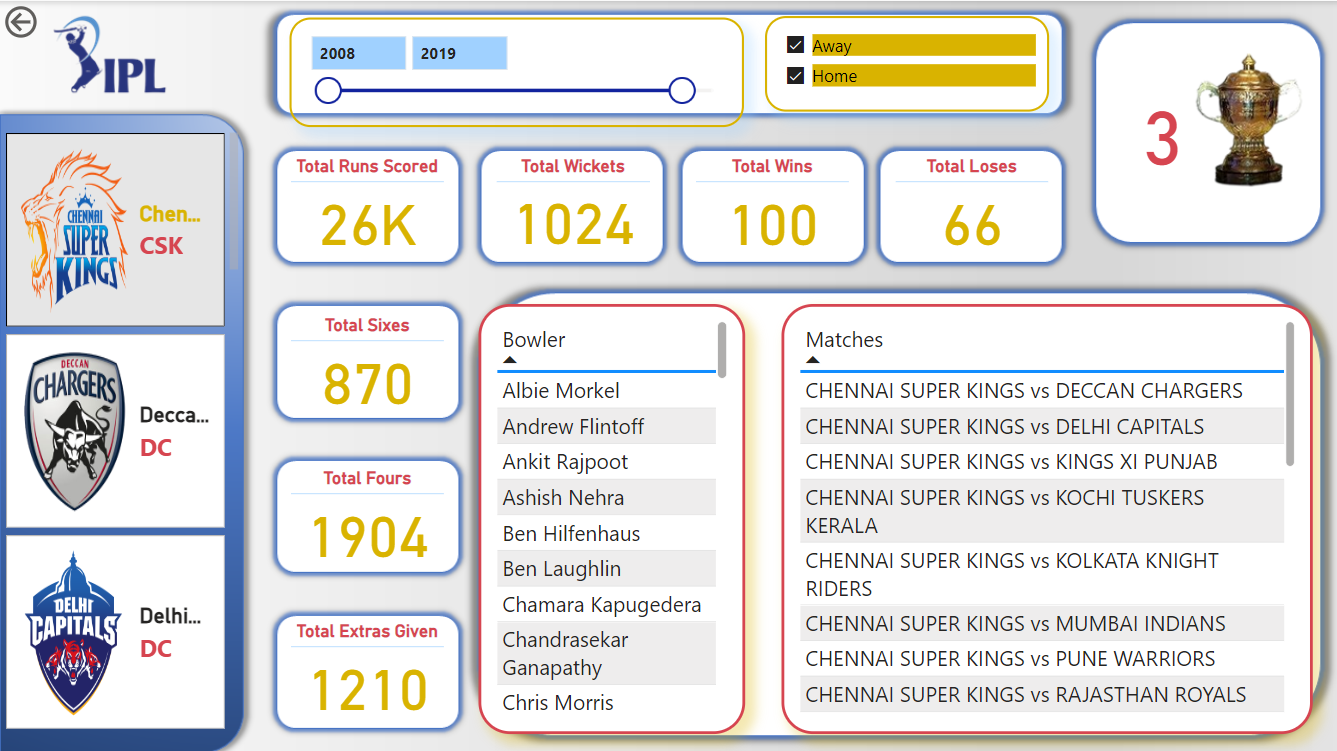 IPL
2008 2019
Away
Home
3
CHENNAI
SUPER
KINGS
Chen...
CSK
DECCAN
CHARGERS
Decca...
DC
DELHI
CAPITALS
Delhi...
DC
Total Runs Scored
26K
Total Wickets
1024
Total Wins
100
Total Loses
66
Total Sixes
870
Total Fours
1904
Total Extras Given
1210
Bowler
Albie Morkel
Andrew Flintoff
Ankit Rajpoot
Ashish Nehra
Ben Hilfenhaus
Ben Laughlin
Chamara Kapugedera
Chandrasekar
Ganapathy
Chris Morris
Matches
CHENNAI SUPER KINGS vs DECCAN CHARGERS
CHENNAI SUPER KINGS vs DELHI CAPITALS
CHENNAI SUPER KINGS vs KINGS XI PUNJAB
CHENNAI SUPER KINGS vs KOCHI TUSKERS
KERALA
CHENNAI SUPER KINGS vs KOLKATA KNIGHT
RIDERS
CHENNAI SUPER KINGS vs MUMBAI INDIANS
CHENNAI SUPER KINGS vs PUNE WARRIORS
CHENNAI SUPER KINGS vs RAJASTHAN ROYALS